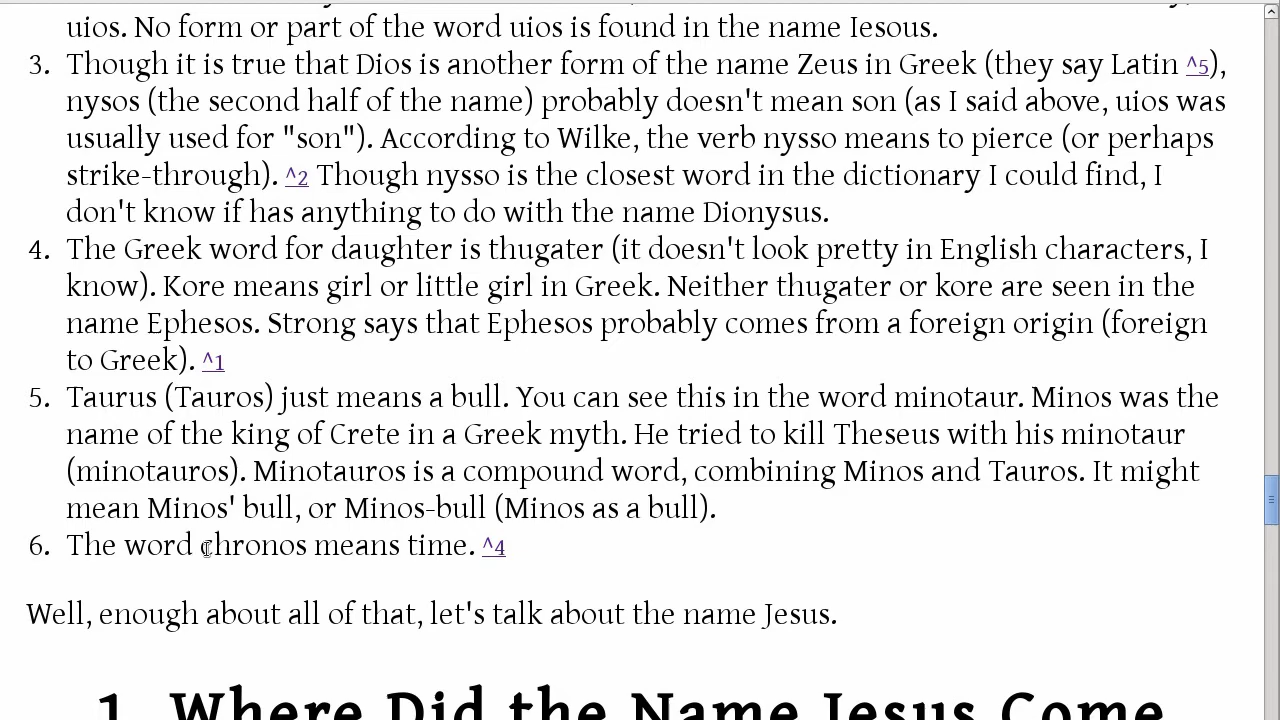 uios. No form or part of the word uios is found in the name Iesous.
3. Though it is true that Dios is another form of the name Zeus in Greek (they say Latin ^5),
nysos (the second half of the name) probably doesn't mean son (as I said above, uios was
usually used for "son"). According to Wilke, the verb nysso means to pierce (or perhaps
strike-through). ^2 Though nysso is the closest word in the dictionary I could find, I
don't know if has anything to do with the name Dionysus.
4. The Greek word for daughter is thugater (it doesn't look pretty in English characters, I
know). Kore means girl or little girl in Greek. Neither thugater or kore are seen in the
name Ephesos. Strong says that Ephesos probably comes from a foreign origin (foreign
to Greek). ^1
5. Taurus (Tauros) just means a bull. You can see this in the word minotaur. Minos was the
name of the king of Crete in a Greek myth. He tried to kill Theseus with his minotaur
(minotauros). Minotauros is a compound word, combining Minos and Tauros. It might
mean Minos' bull, or Minos-bull (Minos as a bull).
6. The word chronos means time. ^4
Well, enough about all of that, let's talk about the name Jesus.
1. Where Did the Name Jesus Come